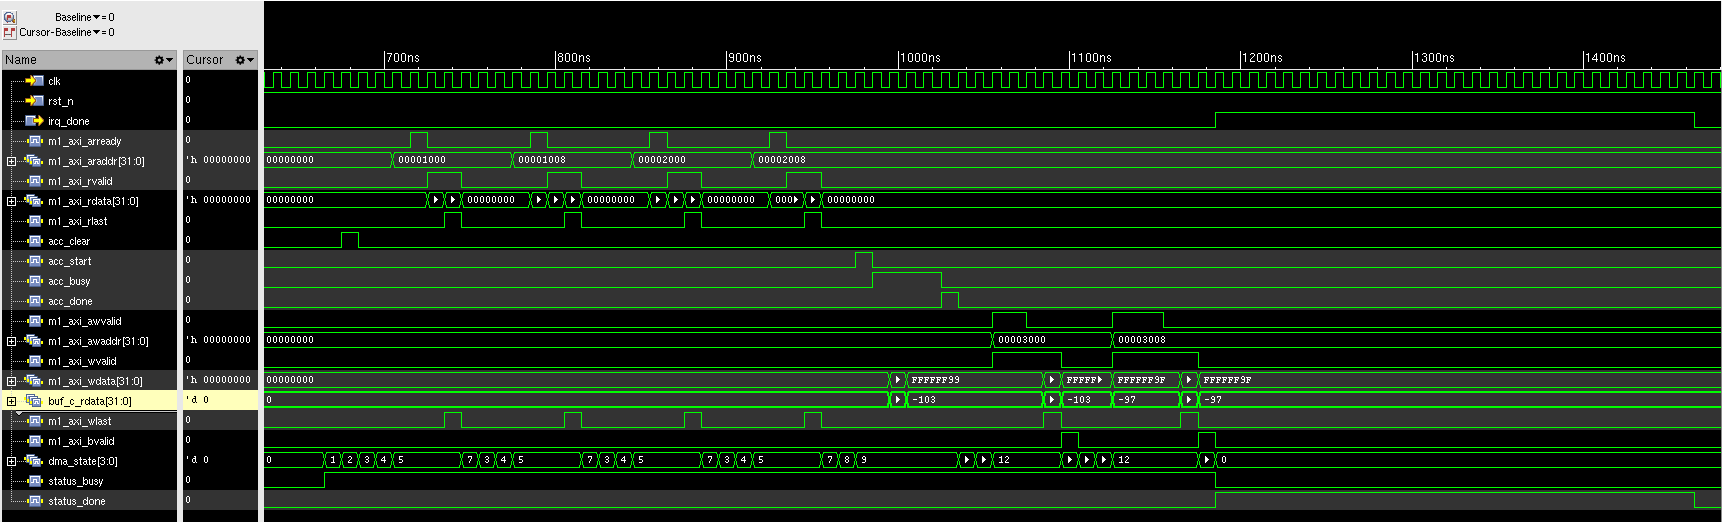 Baseline▼=0
Cursor-Baseline▼=0
Name Cursor
700ns 800ns 900ns 1000ns 1100ns 1200ns 1300ns 1400ns
clk 0
rst_n 0
irq_done 0
m1_axi_arready 0
m1_axi_araddr[31:0] 'h 00000000 00000000 00001000 00001008 00002000 00002008
m1_axi_rvalid 0
m1_axi_rdata[31:0] 'h 00000000 00000000 00000000 00000000 00000000 000▶ 00000000
m1_axi_rlast 0
acc_clear 0
acc_start 0
acc_busy 0
acc_done 0
m1_axi_awvalid 0
m1_axi_awaddr[31:0] 'h 00000000 00000000 00003000 00003008
m1_axi_wvalid 0
m1_axi_wdata[31:0] 'h 00000000 00000000 FFFFFF99 FFFFF▶ FFFFFF9F FFFFFF9F
buf_c_rdata[31:0] 'd 0 0 -103 -103 -97 -97
m1_axi_wlast 0
m1_axi_bvalid 0
dma_state[3:0] 'd 0 0 1 2 3 4 5 7 3 4 5 7 3 4 5 7 3 4 5 7 8 9 12 12 0
status_busy 0
status_done 0